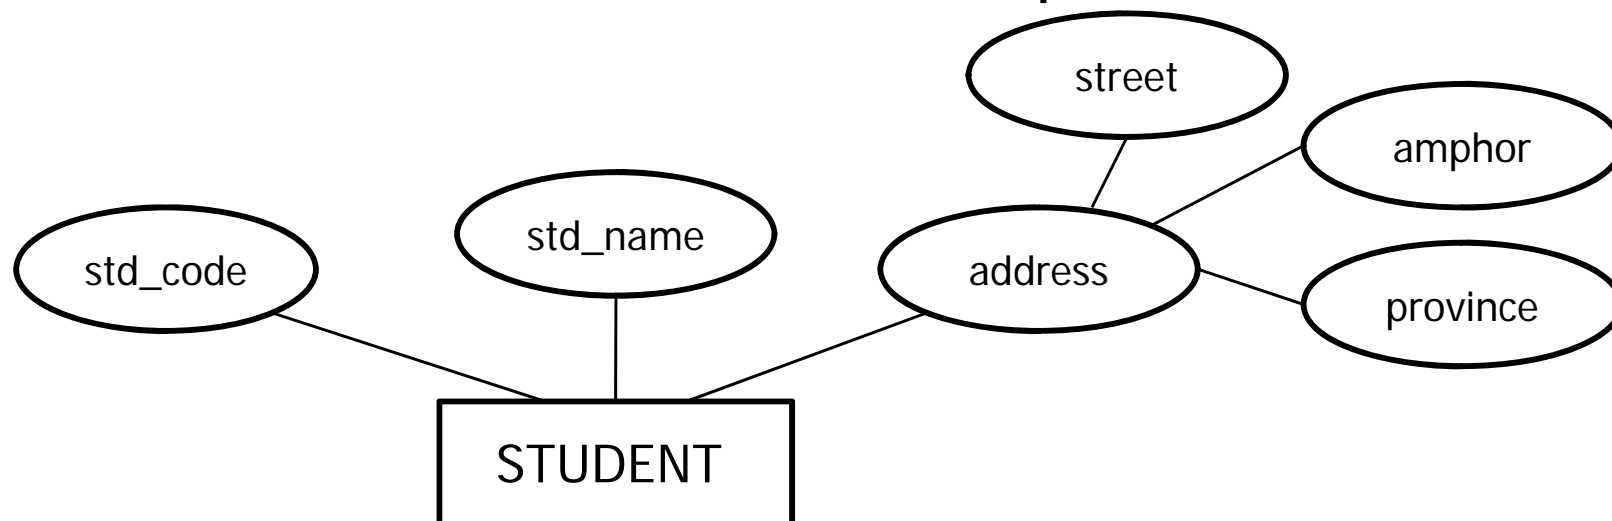 street
amphor
std_name
std_code
address
province
STUDENT